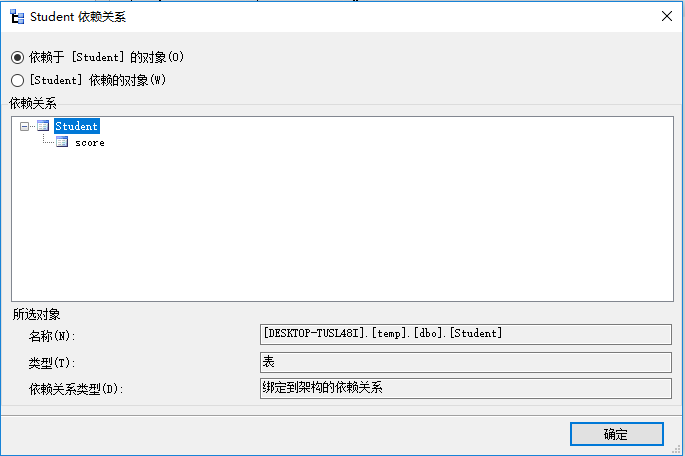 Student 依赖关系
依赖于 [Student] 的对象(O)
[Student] 依赖的对象(W)
依赖关系
Student
score
所选对象
名称(N): [DESKTOP-TUSL48I].[temp].[dbo].[Student]
类型(T): 表
依赖关系类型(D): 绑定到架构的依赖关系
确定